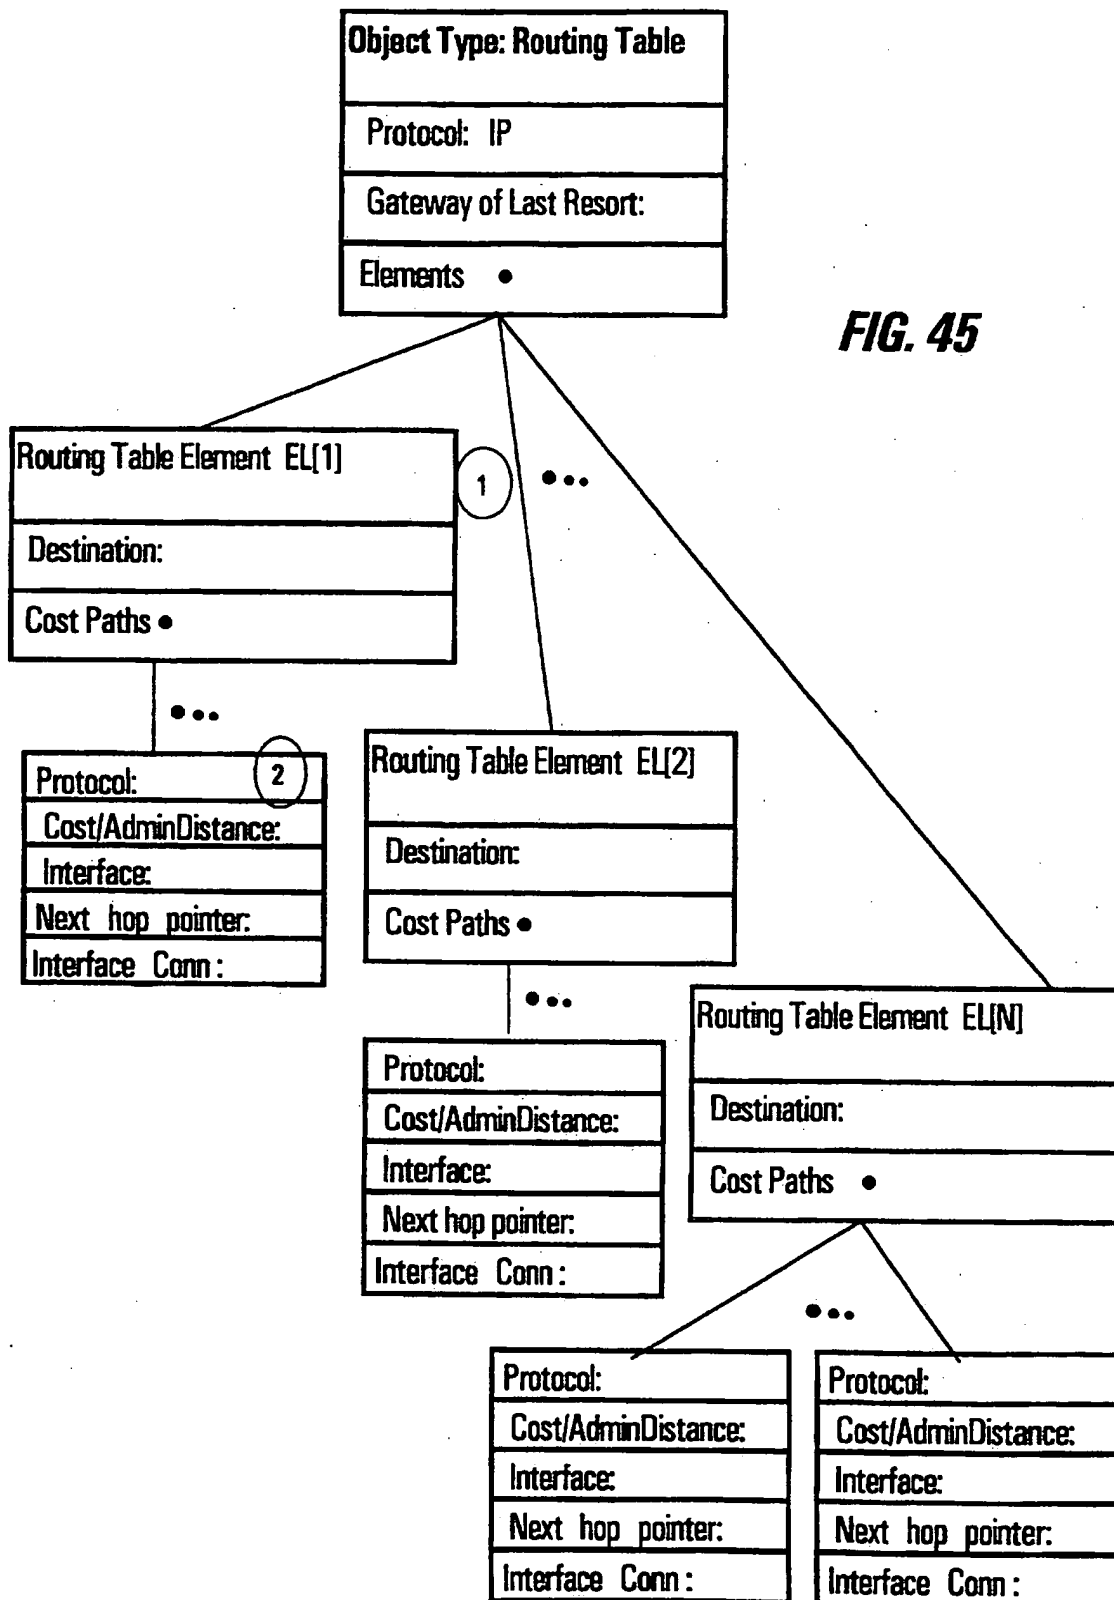 Object Type: Routing Table
Protocol: IP
Gateway of Last Resort:
Elements
FIG. 45
Routing Table Element EL[1]
1
Destination:
Cost Paths
2
Protocol:
Cost/AdminDistance:
Interface:
Next hop pointer:
Interface Conn :
Routing Table Element EL[2]
Destination:
Cost Paths
Protocol:
Cost/AdminDistance:
Interface:
Next hop pointer:
Interface Conn :
Routing Table Element EL[N]
Destination:
Cost Paths
Protocol:
Cost/AdminDistance:
Interface:
Next hop pointer:
Interface Conn :
Protocol:
Cost/AdminDistance:
Interface:
Next hop pointer:
Interface Conn :